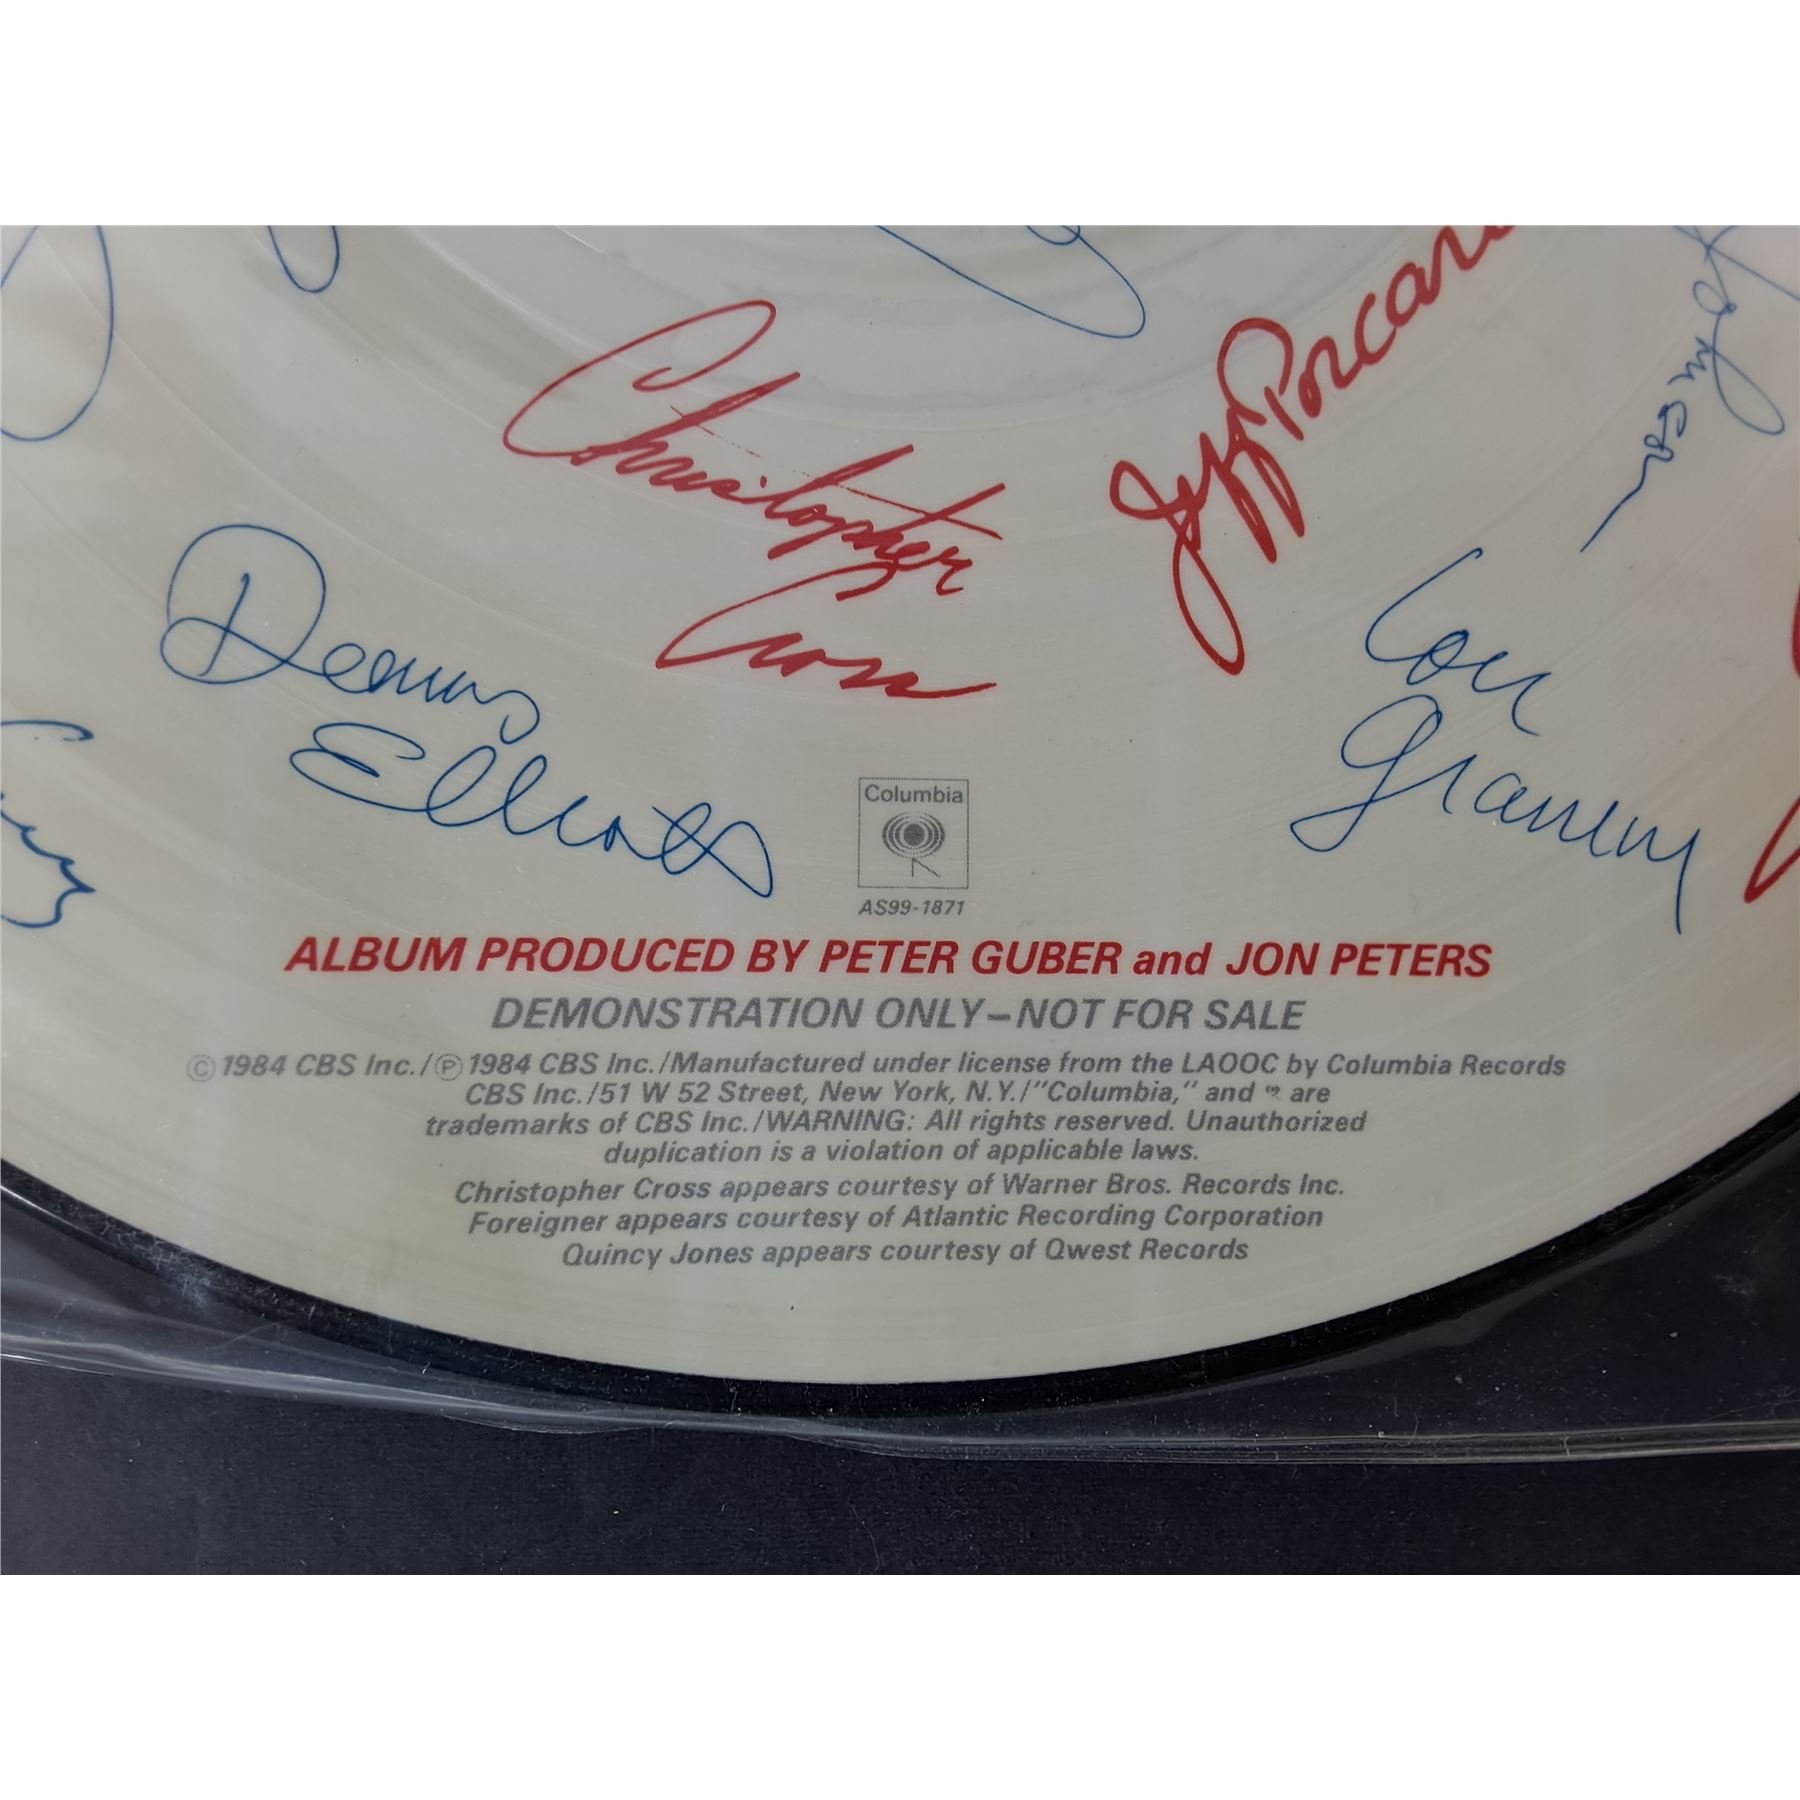 Jeff Porcaro
Christopher
Cross
Dennis
Elliott
Lou
Gramm
Columbia
AS99-1871
ALBUM PRODUCED BY PETER GUBER and JON PETERS
DEMONSTRATION ONLY—NOT FOR SALE
©1984 CBS Inc./℗1984 CBS Inc./Manufactured under license from the LAOOC by Columbia Records
CBS Inc./51 W 52 Street, New York, N.Y./"Columbia," and are
trademarks of CBS Inc./WARNING: All rights reserved. Unauthorized
duplication is a violation of applicable laws.
Christopher Cross appears courtesy of Warner Bros. Records Inc.
Foreigner appears courtesy of Atlantic Recording Corporation
Quincy Jones appears courtesy of Qwest Records